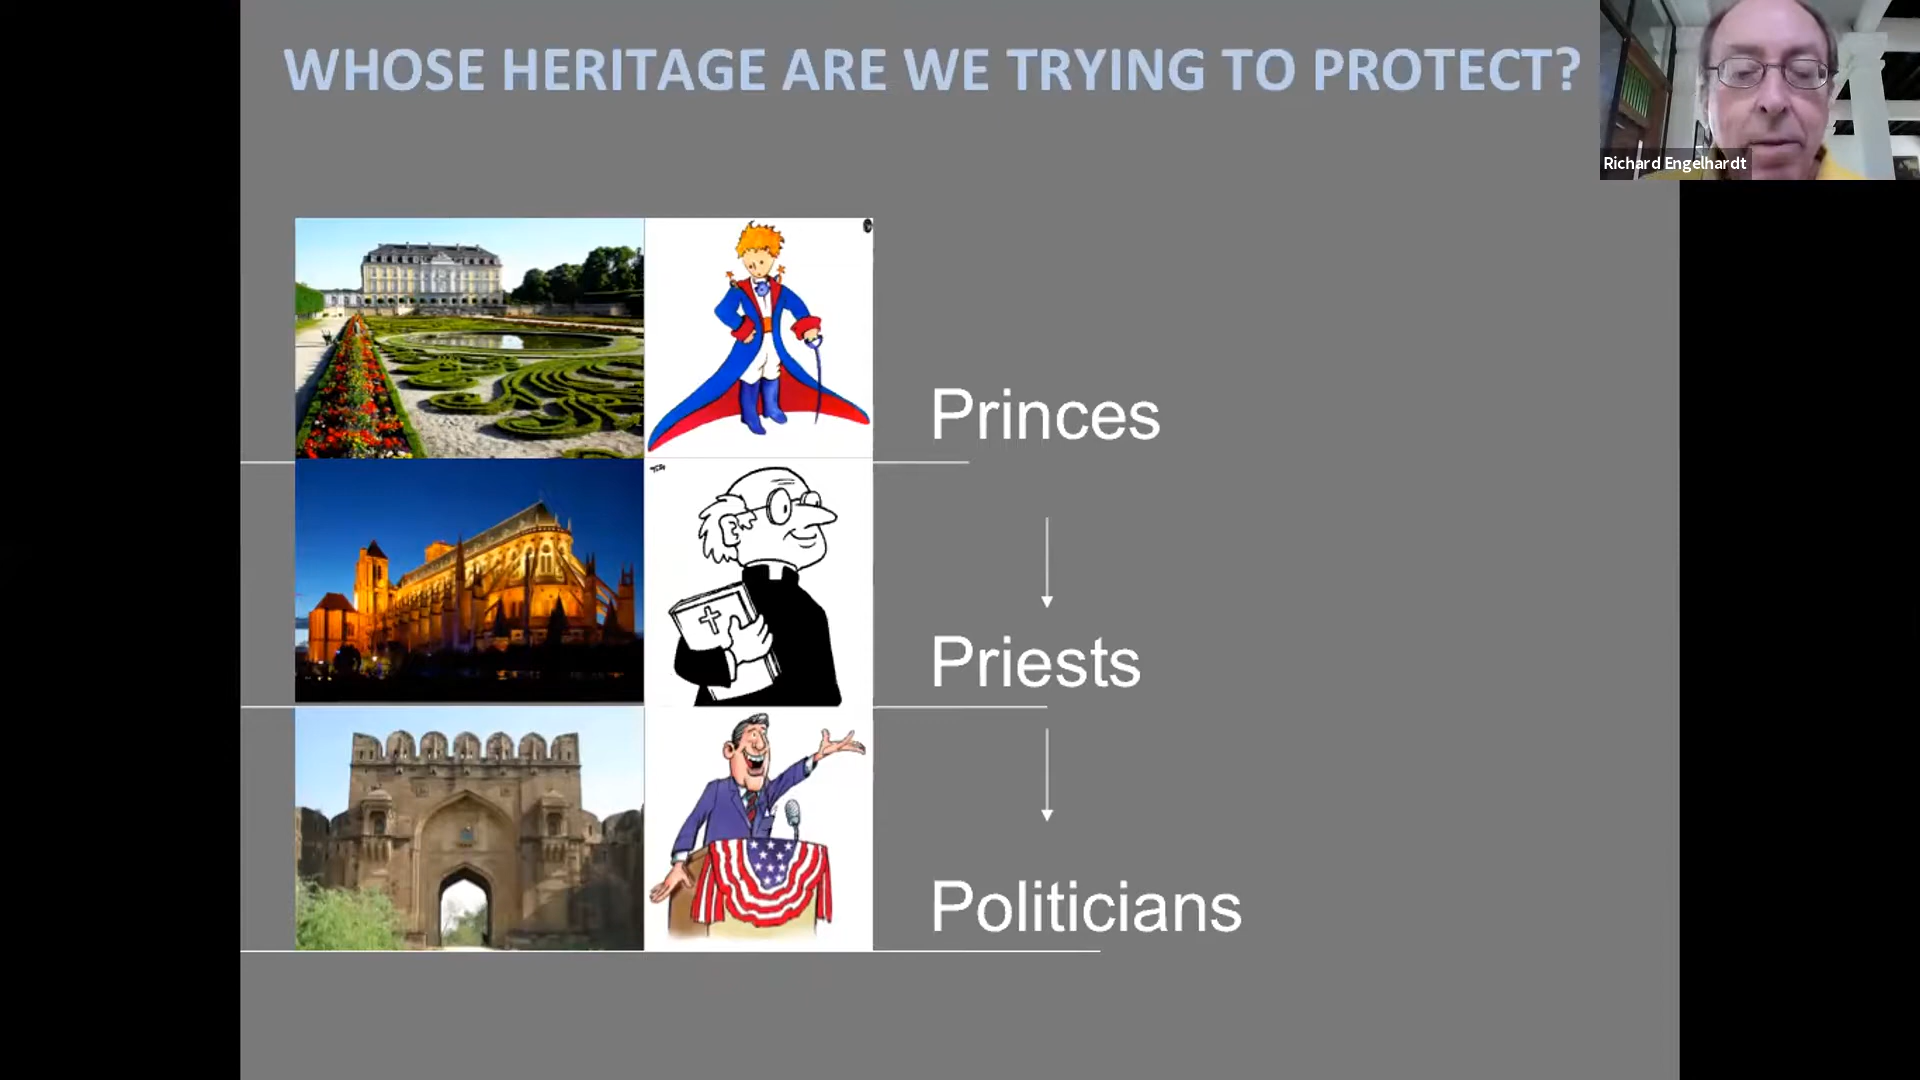 WHOSE HERITAGE ARE WE TRYING TO PROTECT?
Richard Engelhardt
Princes
Priests
Politicians